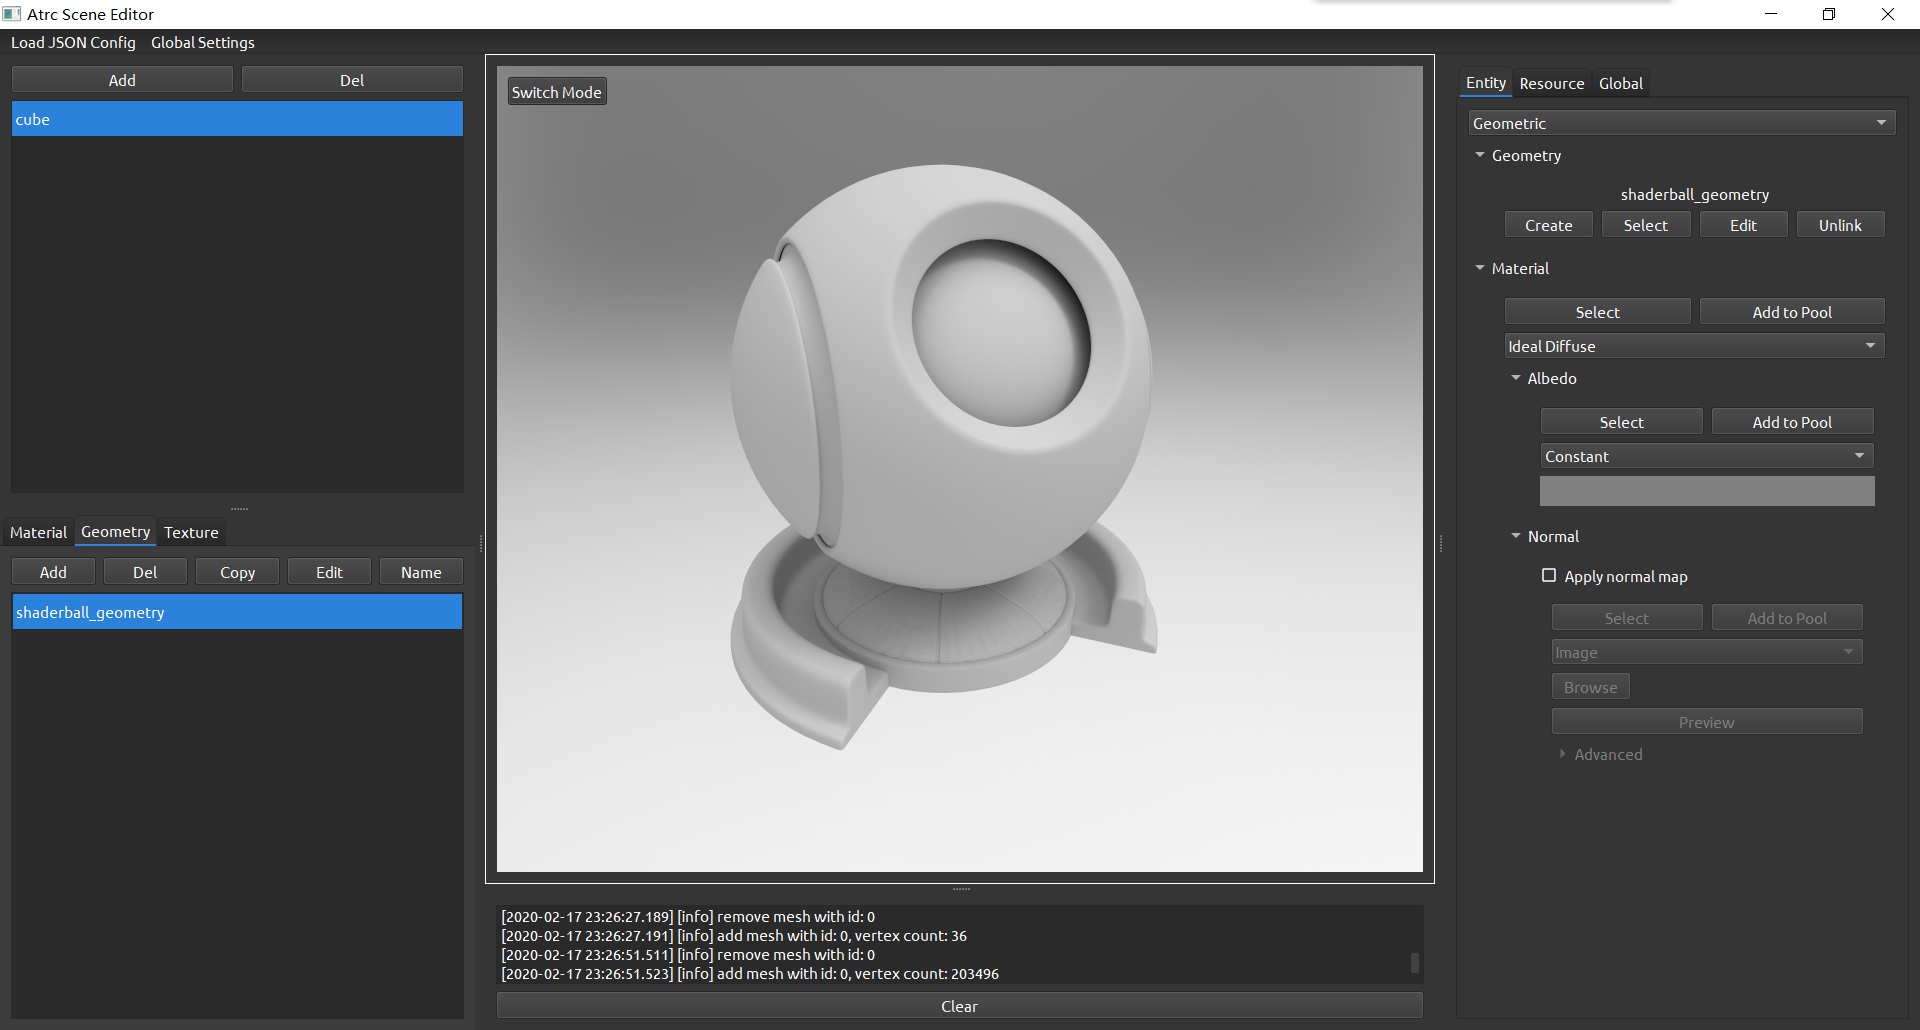 Atrc Scene Editor
Load JSON Config Global Settings
Add Del
cube
Material Geometry Texture
Add Del Copy Edit Name
shaderball_geometry
Switch Mode
[2020-02-17 23:26:27.189] [info] remove mesh with id: 0
[2020-02-17 23:26:27.191] [info] add mesh with id: 0, vertex count: 36
[2020-02-17 23:26:51.511] [info] remove mesh with id: 0
[2020-02-17 23:26:51.523] [info] add mesh with id: 0, vertex count: 203496
Clear
Entity Resource Global
Geometric
Geometry
shaderball_geometry
Create Select Edit Unlink
Material
Select Add to Pool
Ideal Diffuse
Albedo
Select Add to Pool
Constant
Normal
Apply normal map
Select Add to Pool
Image
Browse
Preview
Advanced